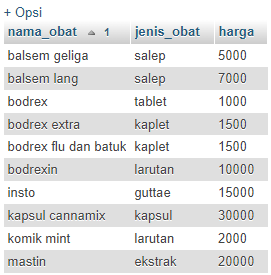 + Opsi
nama_obat 1 jenis_obat harga
balsem geliga salep 5000
balsem lang salep 7000
bodrex tablet 1000
bodrex extra kaplet 1500
bodrex flu dan batuk kaplet 1500
bodrexin larutan 10000
insto guttae 15000
kapsul cannamix kapsul 30000
komik mint larutan 2000
mastin ekstrak 20000